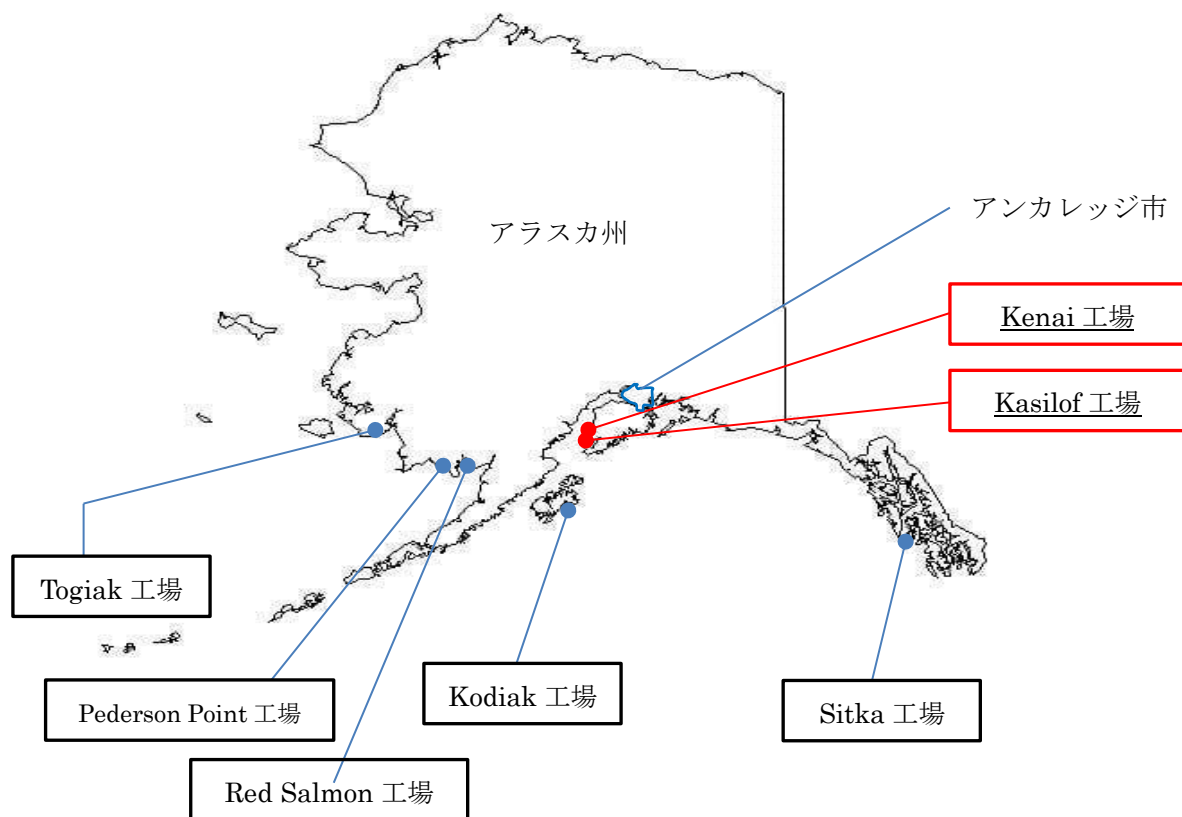 アンカレッジ市
アラスカ州
Kenai 工場
Kasilof 工場
Togiak 工場
Pederson Point 工場
Kodiak 工場
Sitka 工場
Red Salmon 工場